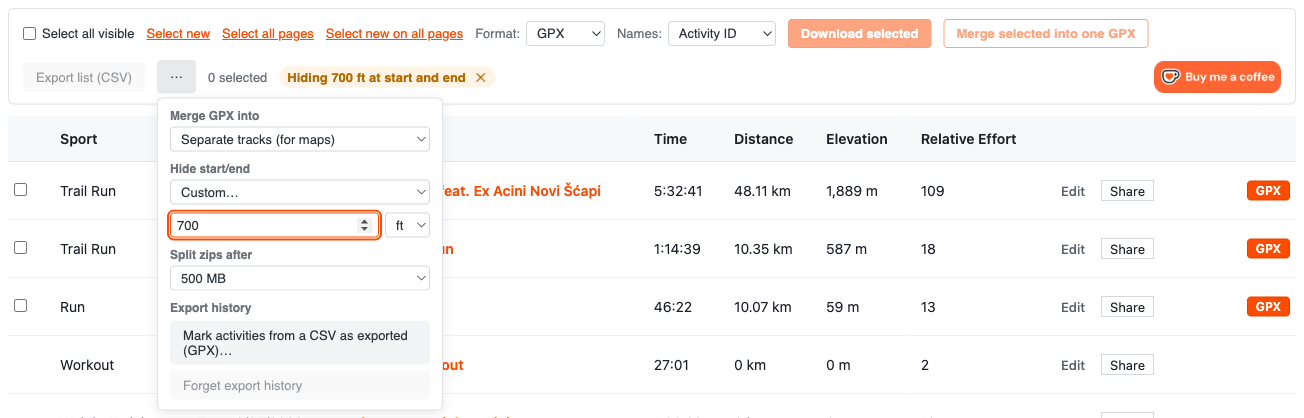 Select all visible Select new Select all pages Select new on all pages Format: GPX Names: Activity ID Download selected Merge selected into one GPX
Export list (CSV) ... 0 selected Hiding 700 ft at start and end × Buy me a coffee
Merge GPX into
Separate tracks (for maps)
Hide start/end
Custom...
700 ft
Split zips after
500 MB
Export history
Mark activities from a CSV as exported
(GPX)...
Forget export history
Sport Time Distance Elevation Relative Effort
Trail Run feat. Ex Acini Novi Šćapi 5:32:41 48.11 km 1,889 m 109 Edit Share GPX
Trail Run 1:14:39 10.35 km 587 m 18 Edit Share GPX
Run 46:22 10.07 km 59 m 13 Edit Share GPX
Workout out 27:01 0 km 0 m 2 Edit Share